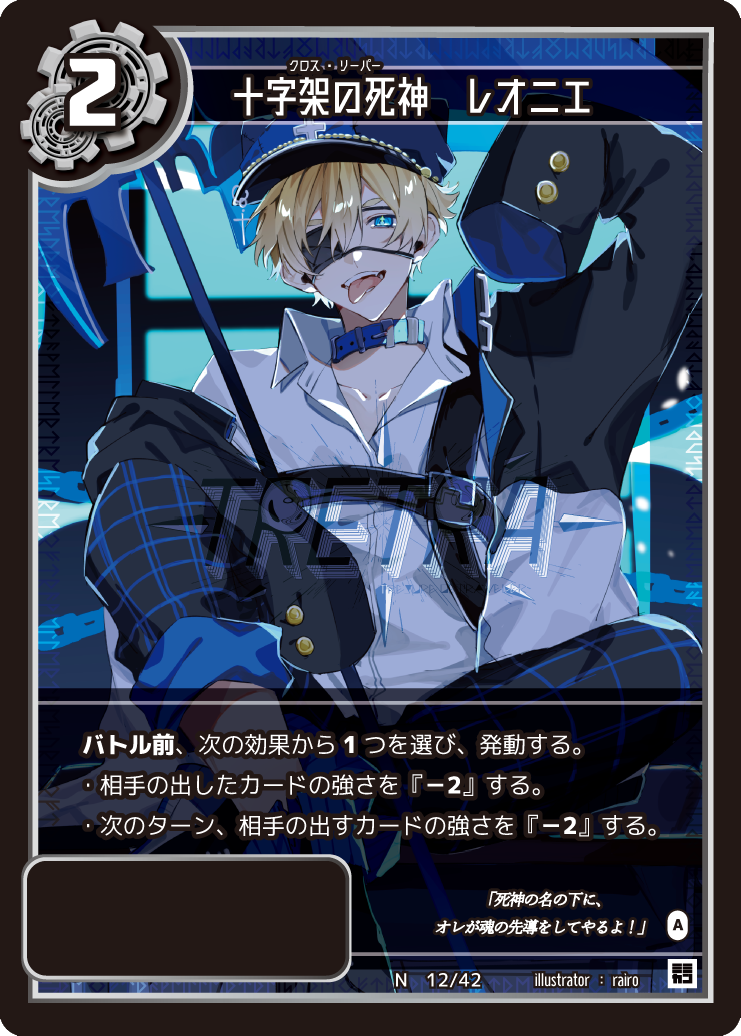 2
クロス・リーパー
十字架の死神　レオニエ
TRETRA
バトル前、次の効果から1つを選び、発動する。
・相手の出したカードの強さを『－2』する。
・次のターン、相手の出すカードの強さを『－2』する。
「死神の名の下に、
オレが魂の先導をしてやるよ！」
A
N　12/42　illustrator：rairo